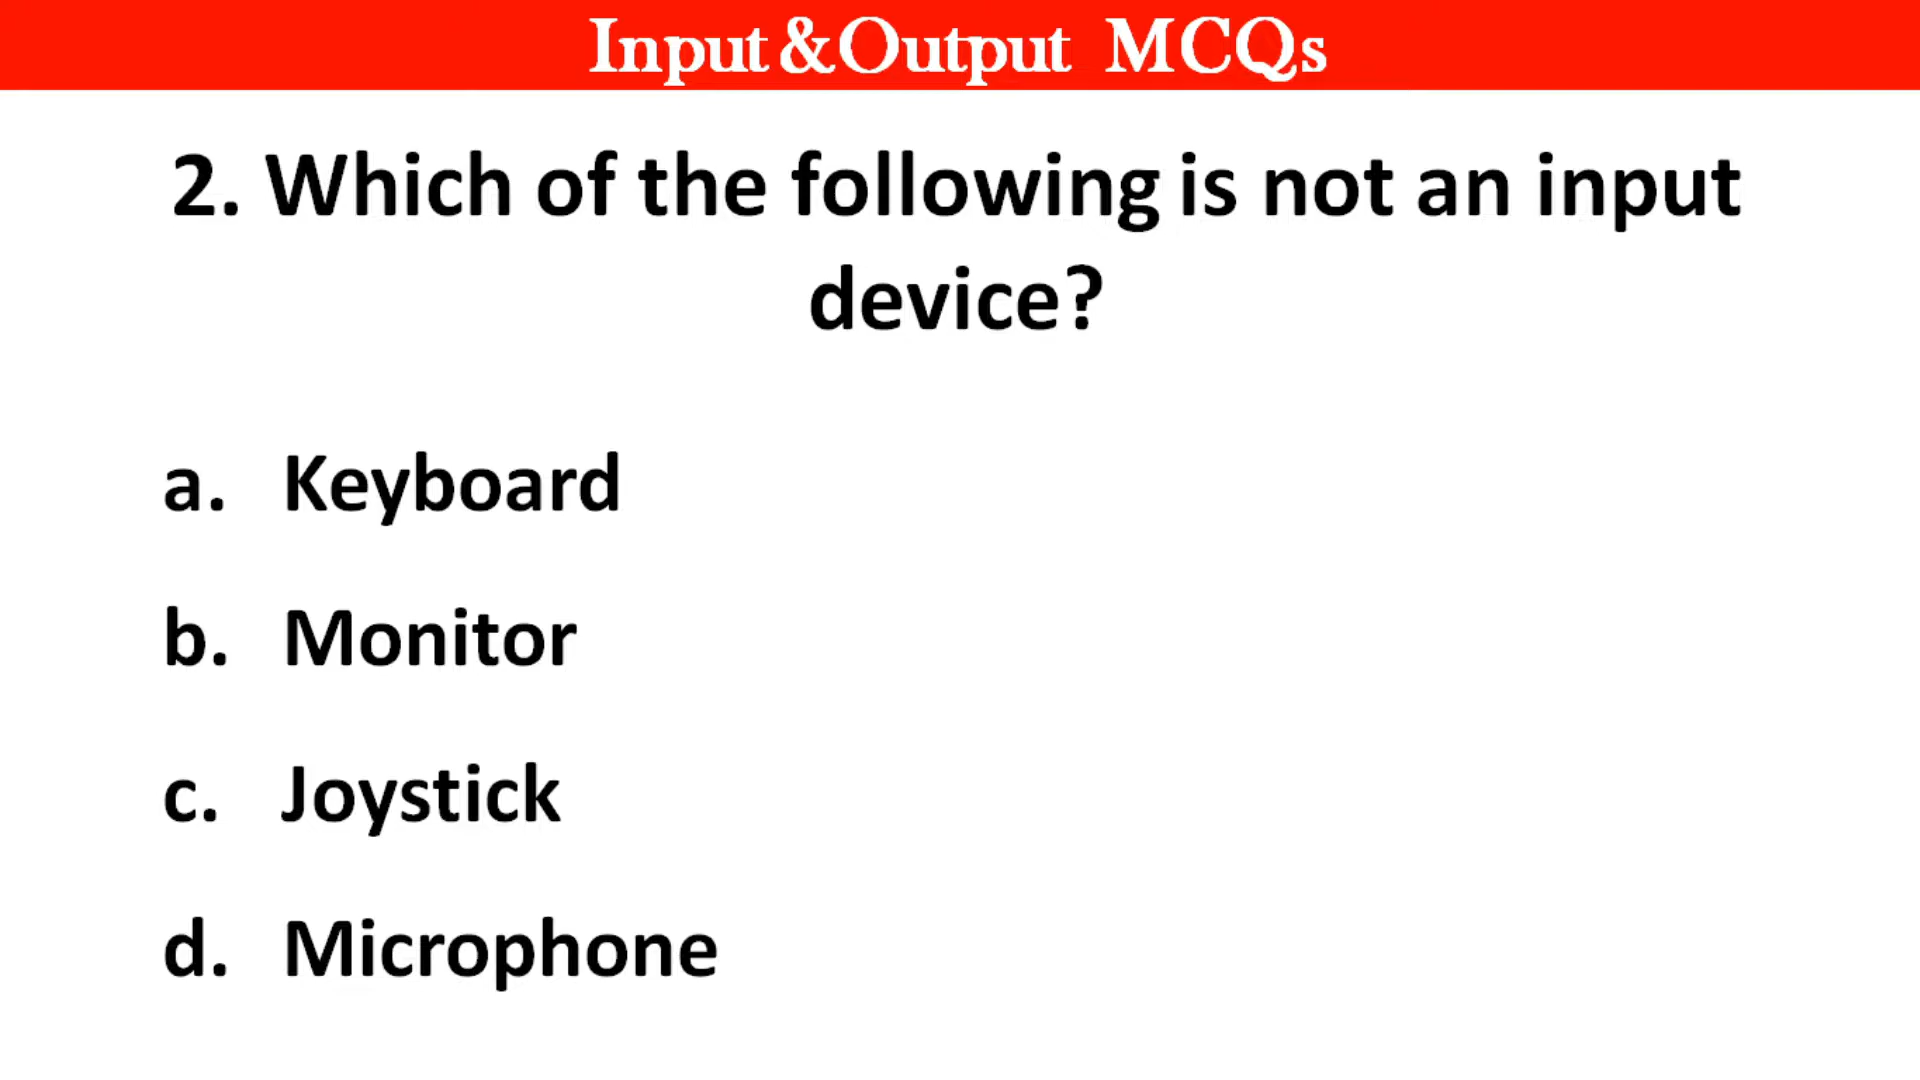 Input &Output MCQs
2. Which of the following is not an input
device?
a. Keyboard
b. Monitor
c. Joystick
d. Microphone